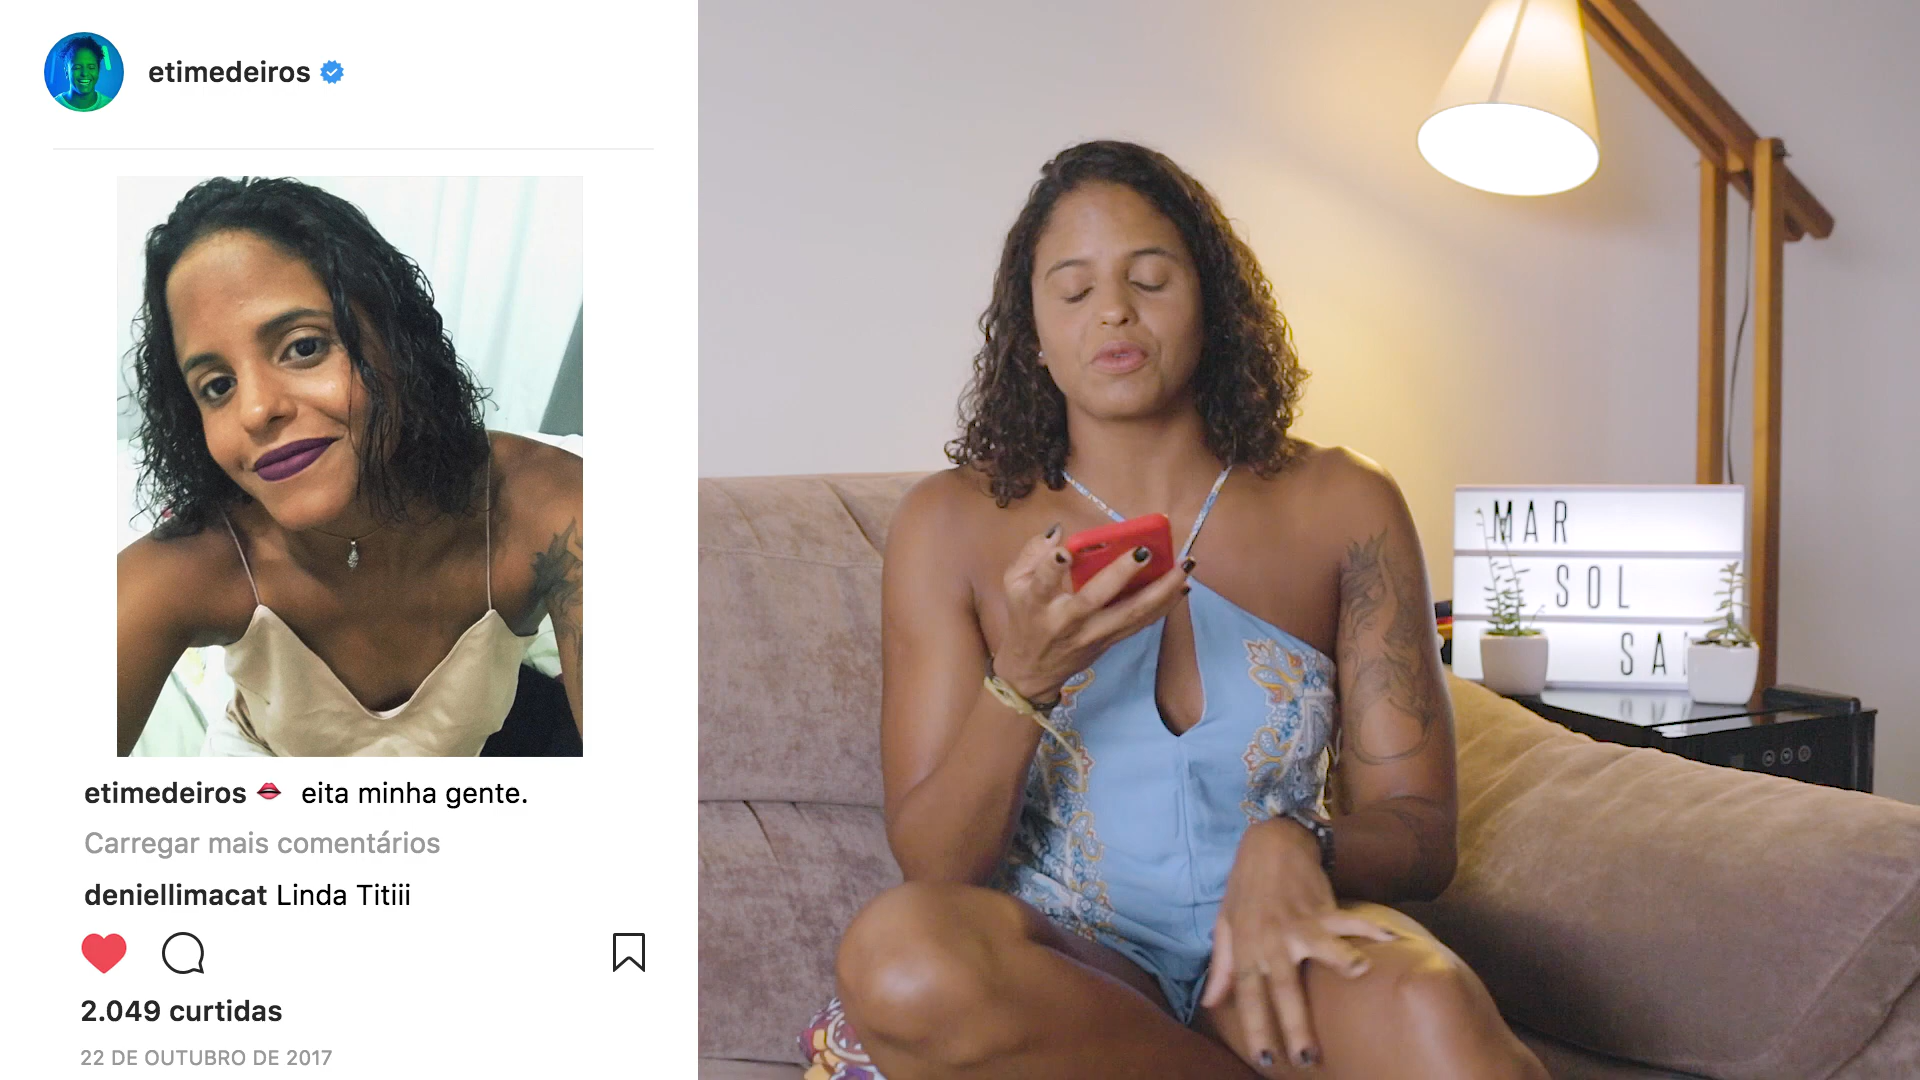 etimedeiros
etimedeiros 👄 eita minha gente.
Carregar mais comentários
deniellimacat Linda Titiii
2.049 curtidas
22 DE OUTUBRO DE 2017
MAR
SOL